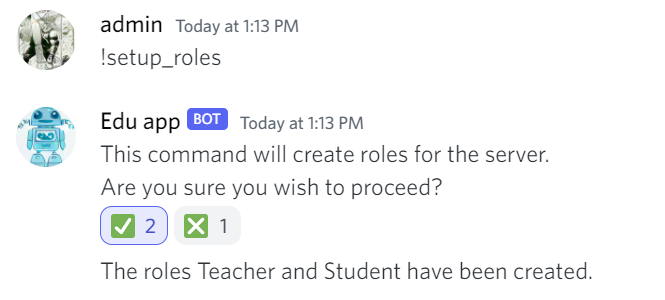 admin Today at 1:13 PM
!setup_roles
Edu app BOT Today at 1:13 PM
This command will create roles for the server.
Are you sure you wish to proceed?
✅ 2 ❎ 1
The roles Teacher and Student have been created.